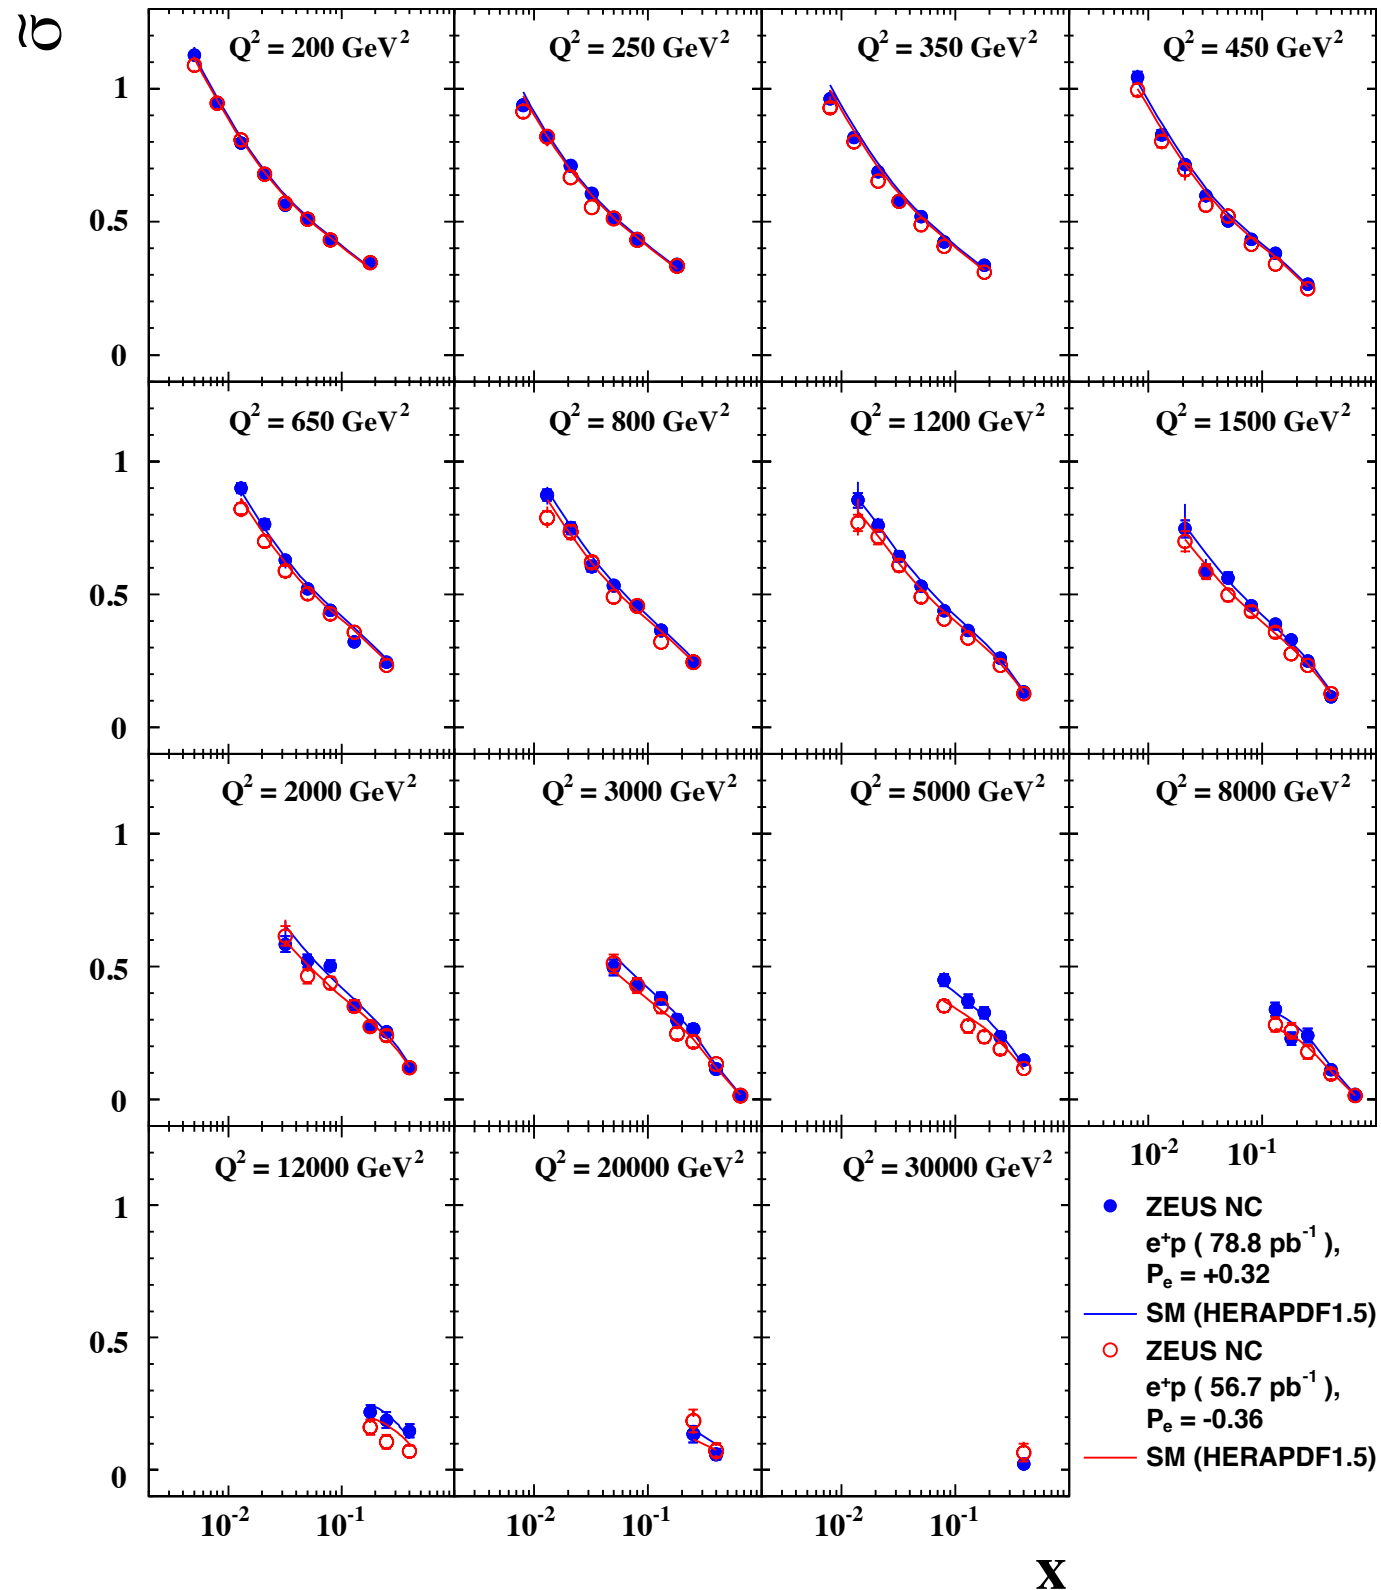 σ̃
Q² = 200 GeV²
Q² = 250 GeV²
Q² = 350 GeV²
Q² = 450 GeV²
1
0.5
0
Q² = 650 GeV²
Q² = 800 GeV²
Q² = 1200 GeV²
Q² = 1500 GeV²
1
0.5
0
Q² = 2000 GeV²
Q² = 3000 GeV²
Q² = 5000 GeV²
Q² = 8000 GeV²
1
0.5
0
10⁻² 10⁻¹
Q² = 12000 GeV²
Q² = 20000 GeV²
Q² = 30000 GeV²
1
0.5
0
10⁻² 10⁻¹
10⁻² 10⁻¹
10⁻² 10⁻¹
ZEUS NC
e⁺p ( 78.8 pb⁻¹ ),
Pₑ = +0.32
SM (HERAPDF1.5)
ZEUS NC
e⁺p ( 56.7 pb⁻¹ ),
Pₑ = -0.36
SM (HERAPDF1.5)
x